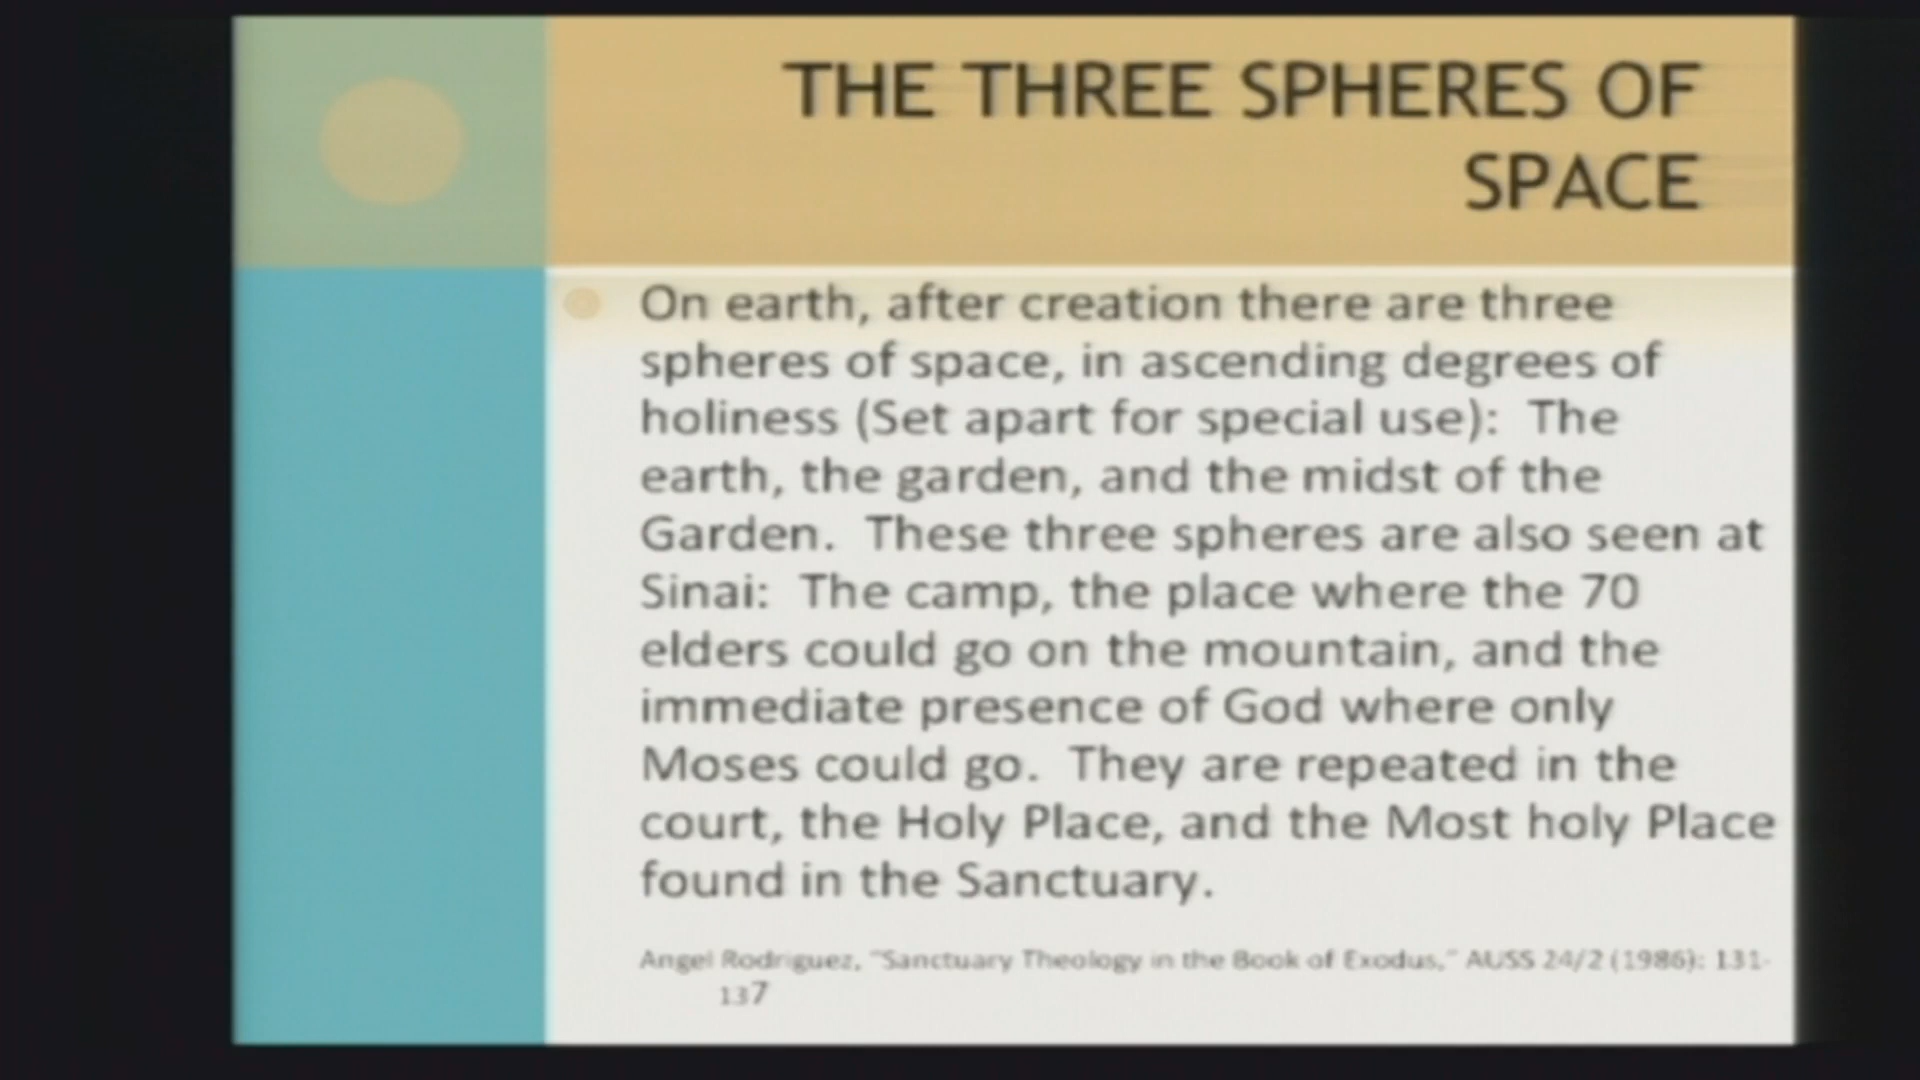 THE THREE SPHERES OF
SPACE
On earth, after creation there are three
spheres of space, in ascending degrees of
holiness (Set apart for special use):  The
earth, the garden, and the midst of the
Garden.  These three spheres are also seen at
Sinai:  The camp, the place where the 70
elders could go on the mountain, and the
immediate presence of God where only
Moses could go.  They are repeated in the
court, the Holy Place, and the Most holy Place
found in the Sanctuary.
Angel Rodriguez, "Sanctuary Theology in the Book of Exodus," AUSS 24/2 (1986): 131-
137